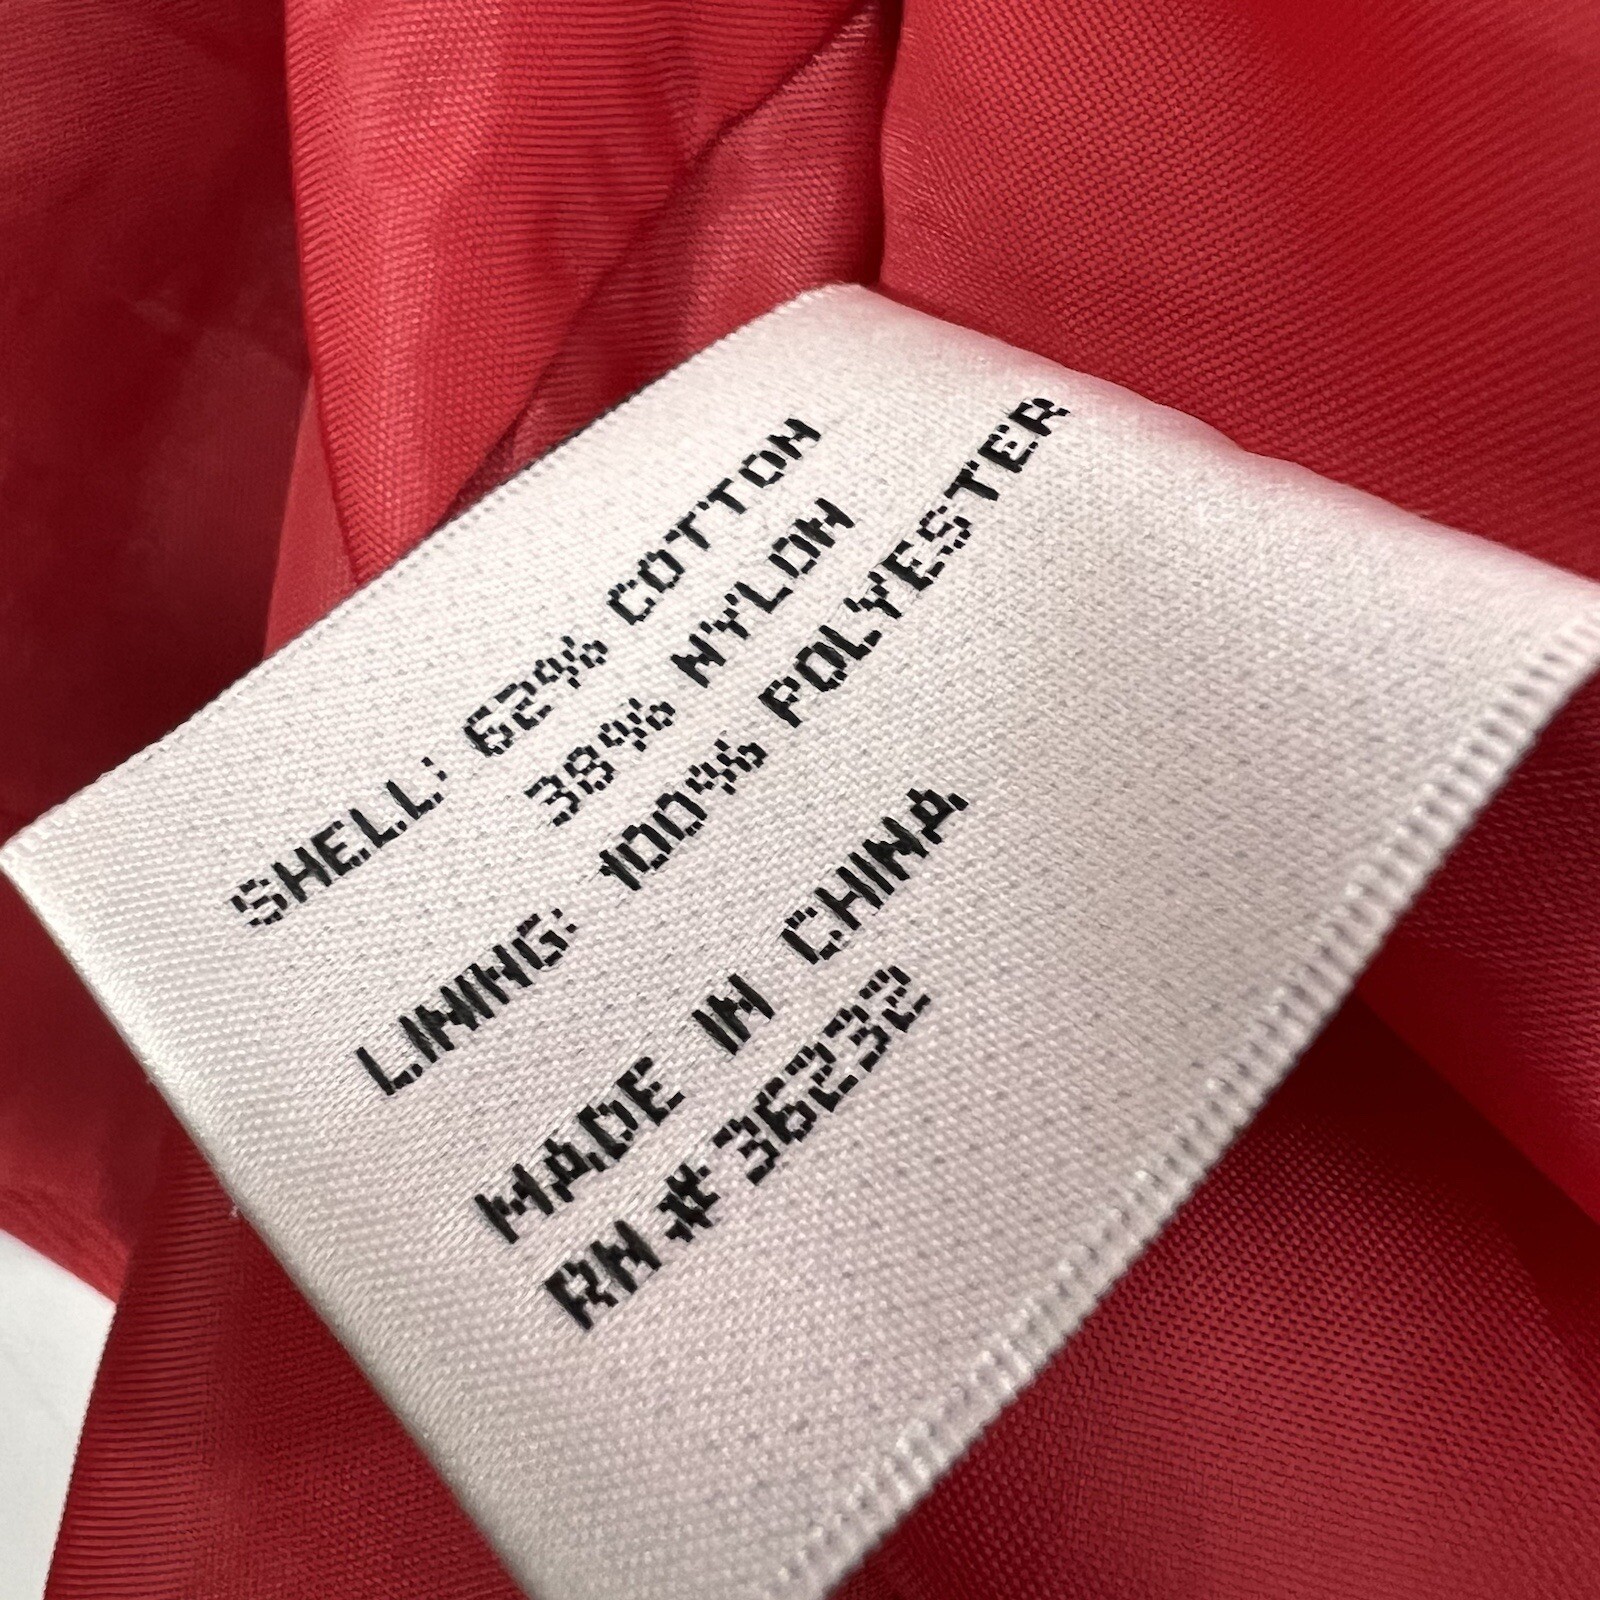 SHELL: 62% COTTON
38% NYLON
LINING: 100% POLYESTER
MADE IN CHINA
RN# 36232